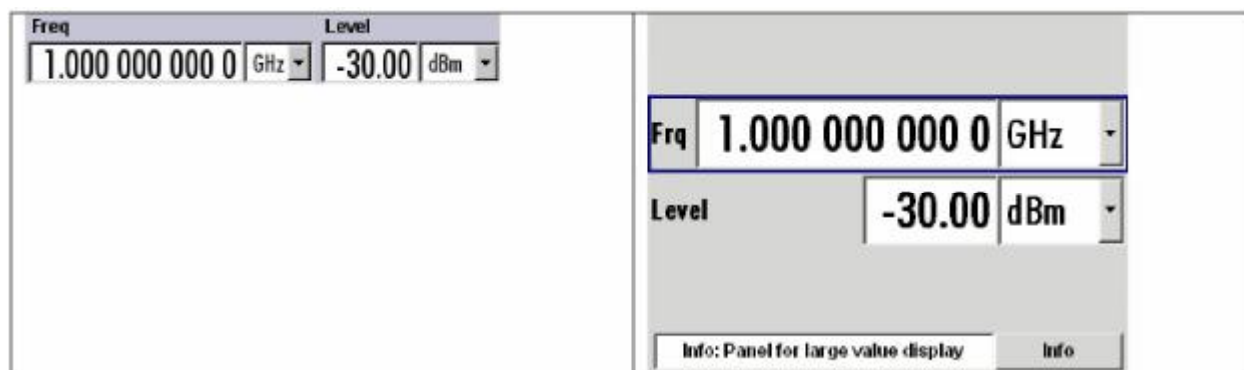 Freq Level
1.000 000 000 0 GHz -30.00 dBm
Frq 1.000 000 000 0 GHz
Level -30.00 dBm
Info: Panel for large value display Info